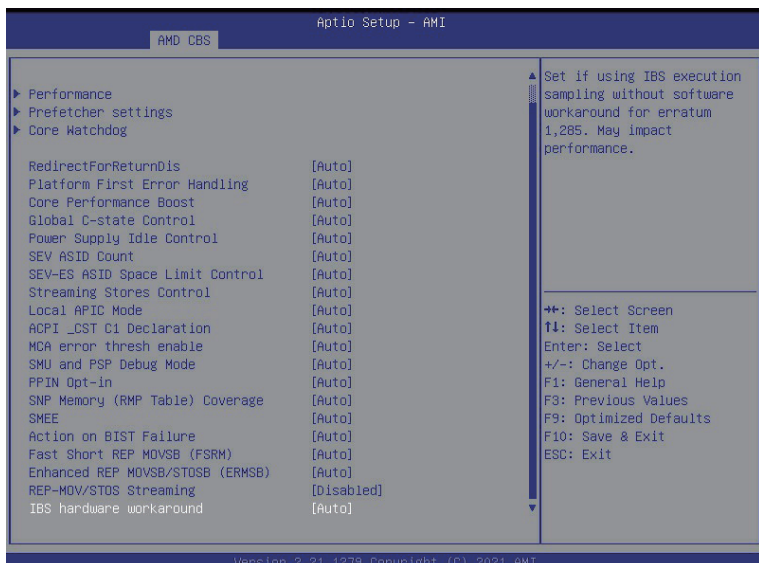 Aptio Setup - AMI
AMD CBS
Performance
Prefetcher settings
Core Watchdog
RedirectForReturnDis [Auto]
Platform First Error Handling [Auto]
Core Performance Boost [Auto]
Global C-state Control [Auto]
Power Supply Idle Control [Auto]
SEV ASID Count [Auto]
SEV-ES ASID Space Limit Control [Auto]
Streaming Stores Control [Auto]
Local APIC Mode [Auto]
ACPI _CST C1 Declaration [Auto]
MCA error thresh enable [Auto]
SMU and PSP Debug Mode [Auto]
PPIN Opt-in [Auto]
SNP Memory (RMP Table) Coverage [Auto]
SMEE [Auto]
Action on BIST Failure [Auto]
Fast Short REP MOVSB (FSRM) [Auto]
Enhanced REP MOVSB/STOSB (ERMSB) [Auto]
REP-MOV/STOS Streaming [Disabled]
IBS hardware workaround [Auto]
Set if using IBS execution
sampling without software
workaround for erratum
1,285. May impact
performance.
→←: Select Screen
↑↓: Select Item
Enter: Select
+/-: Change Opt.
F1: General Help
F3: Previous Values
F9: Optimized Defaults
F10: Save & Exit
ESC: Exit
Version 2.21.1279 Copyright (C) 2021 AMI